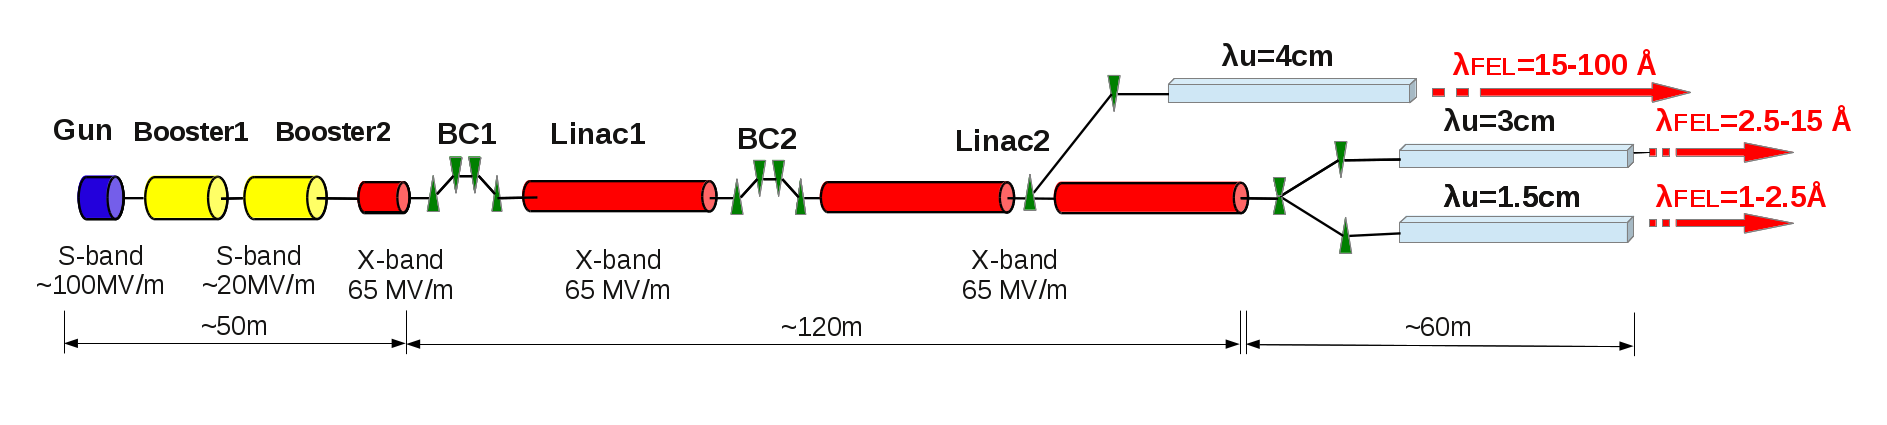 λu=4cm
λFEL=15-100 Å
Gun
Booster1
Booster2
BC1
Linac1
BC2
Linac2
λu=3cm
λFEL=2.5-15 Å
λu=1.5cm
λFEL=1-2.5Å
S-band
~100MV/m
S-band
~20MV/m
X-band
65 MV/m
X-band
65 MV/m
X-band
65 MV/m
~50m
~120m
~60m